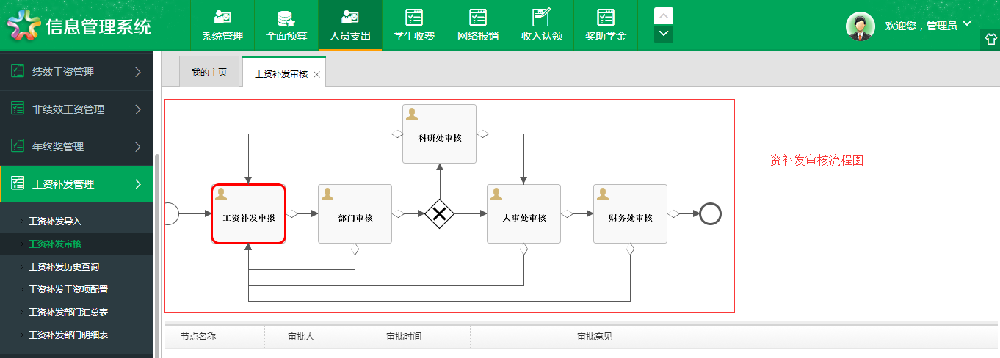 信息管理系统
系统管理
全面预算
人员支出
学生收费
网络报销
收入认领
奖助学金
欢迎您，管理员
绩效工资管理
非绩效工资管理
年终奖管理
工资补发管理
工资补发导入
工资补发审核
工资补发历史查询
工资补发工资项配置
工资补发部门汇总表
工资补发部门明细表
我的主页
工资补发审核
科研处审核
工资补发审核流程图
工资补发申报
部门审核
人事处审核
财务处审核
节点名称
审批人
审批时间
审批意见